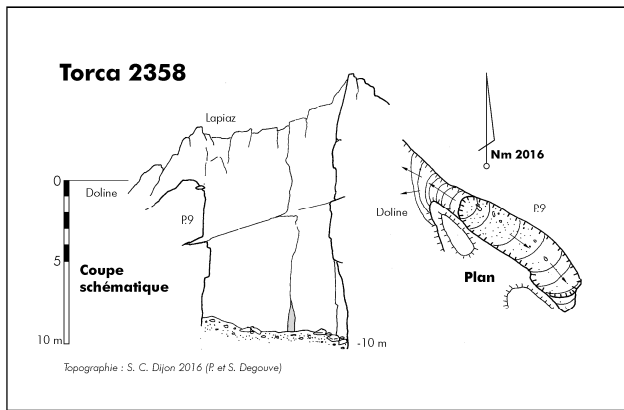 Torca 2358
Lapiaz
Nm 2016
0
Doline
P.9
Doline
P.9
5
Coupe
schématique
Plan
10 m
-10 m
Topographie : S. C. Dijon 2016 (P. et S. Degouve)